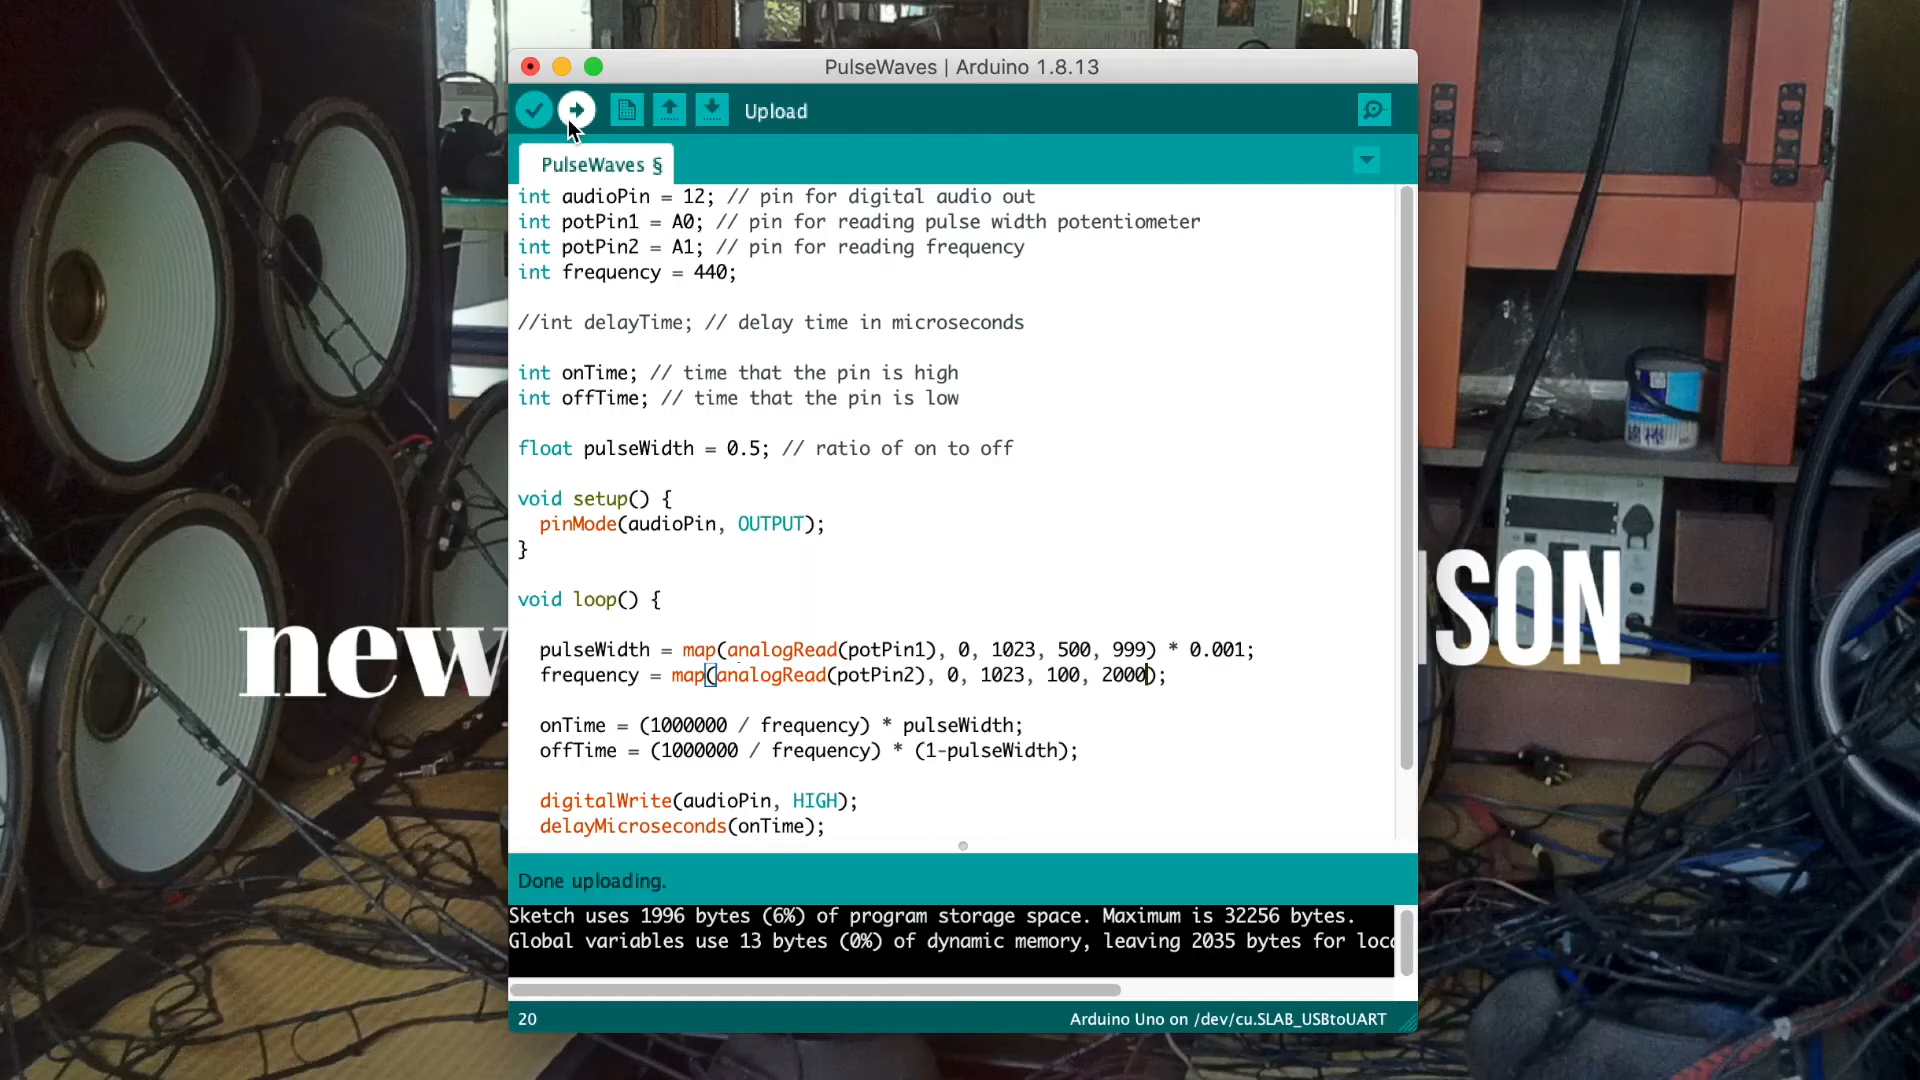 PulseWaves | Arduino 1.8.13
Upload
PulseWaves §
int audioPin = 12; // pin for digital audio out
int potPin1 = A0; // pin for reading pulse width potentiometer
int potPin2 = A1; // pin for reading frequency
int frequency = 440;
//int delayTime; // delay time in microseconds
int onTime; // time that the pin is high
int offTime; // time that the pin is low
float pulseWidth = 0.5; // ratio of on to off
void setup() {
pinMode(audioPin, OUTPUT);
}
void loop() {
pulseWidth = map(analogRead(potPin1), 0, 1023, 500, 999) * 0.001;
frequency = map(analogRead(potPin2), 0, 1023, 100, 2000);
onTime = (1000000 / frequency) * pulseWidth;
offTime = (1000000 / frequency) * (1-pulseWidth);
digitalWrite(audioPin, HIGH);
delayMicroseconds(onTime);
new
SON
Done uploading.
Sketch uses 1996 bytes (6%) of program storage space. Maximum is 32256 bytes.
Global variables use 13 bytes (0%) of dynamic memory, leaving 2035 bytes for loc
20
Arduino Uno on /dev/cu.SLAB_USBtoUART